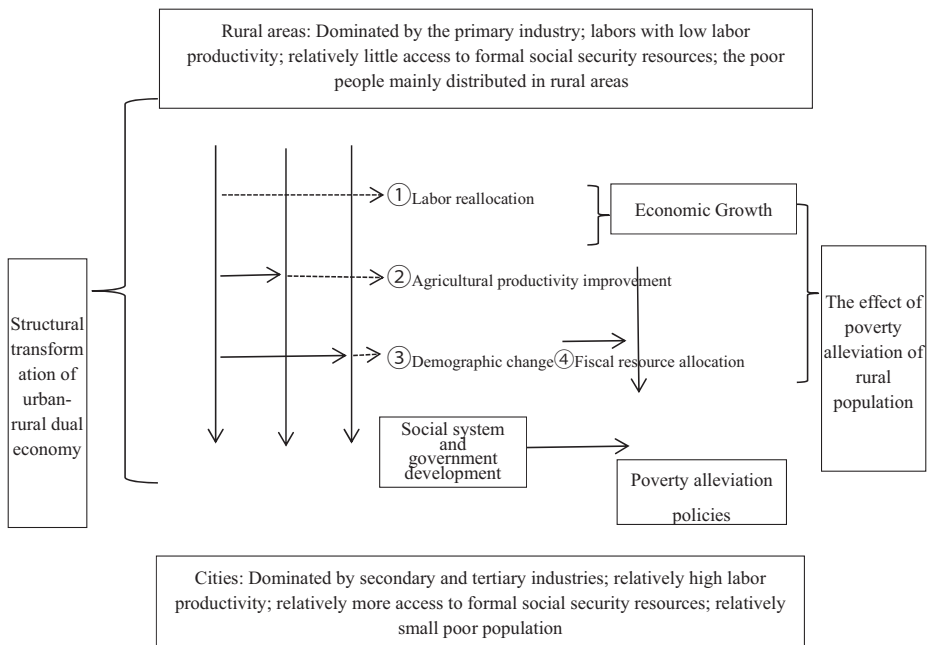 Rural areas: Dominated by the primary industry; labors with low labor
productivity; relatively little access to formal social security resources; the poor
people mainly distributed in rural areas
①Labor reallocation
Economic Growth
②Agricultural productivity improvement
Structural
transform
ation of
urban-
rural dual
economy
The effect of
poverty
alleviation of
rural
population
③Demographic change ④Fiscal resource allocation
Social system
and
government
development
Poverty alleviation
policies
Cities: Dominated by secondary and tertiary industries; relatively high labor
productivity; relatively more access to formal social security resources; relatively
small poor population